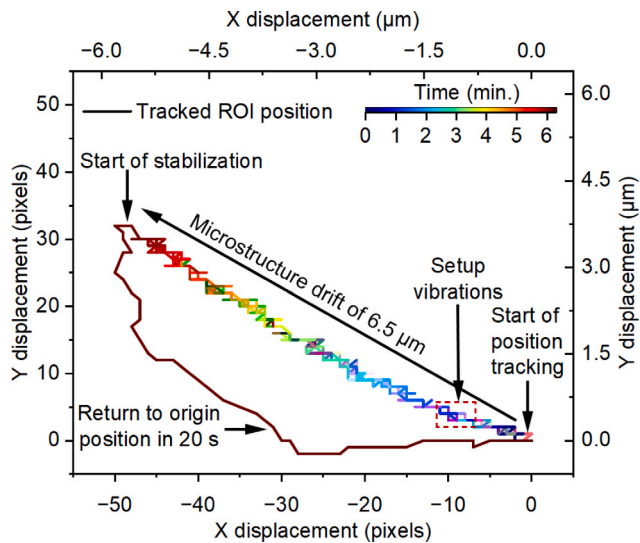 X displacement (μm)
−6.0 −4.5 −3.0 −1.5 0.0
Tracked ROI position
Time (min.)
0 1 2 3 4 5 6
Start of stabilization
Microstructure drift of 6.5 μm
Setup
vibrations
Start of
position
tracking
Return to origin
position in 20 s
Y displacement (pixels)
50
40
30
20
10
0
Y displacement (μm)
6.0
4.5
3.0
1.5
0.0
−50 −40 −30 −20 −10 0
X displacement (pixels)